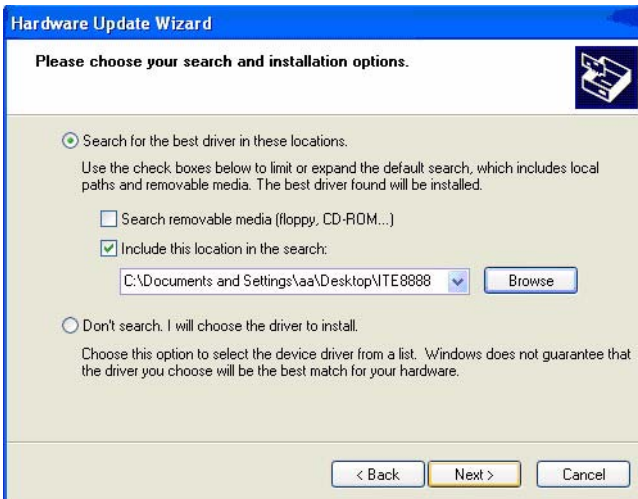 Hardware Update Wizard
Please choose your search and installation options.
Search for the best driver in these locations.
Use the check boxes below to limit or expand the default search, which includes local
paths and removable media. The best driver found will be installed.
Search removable media (floppy, CD-ROM...)
Include this location in the search:
C:\Documents and Settings\aa\Desktop\ITE8888
Browse
Don't search. I will choose the driver to install.
Choose this option to select the device driver from a list.  Windows does not guarantee that
the driver you choose will be the best match for your hardware.
< Back
Next >
Cancel